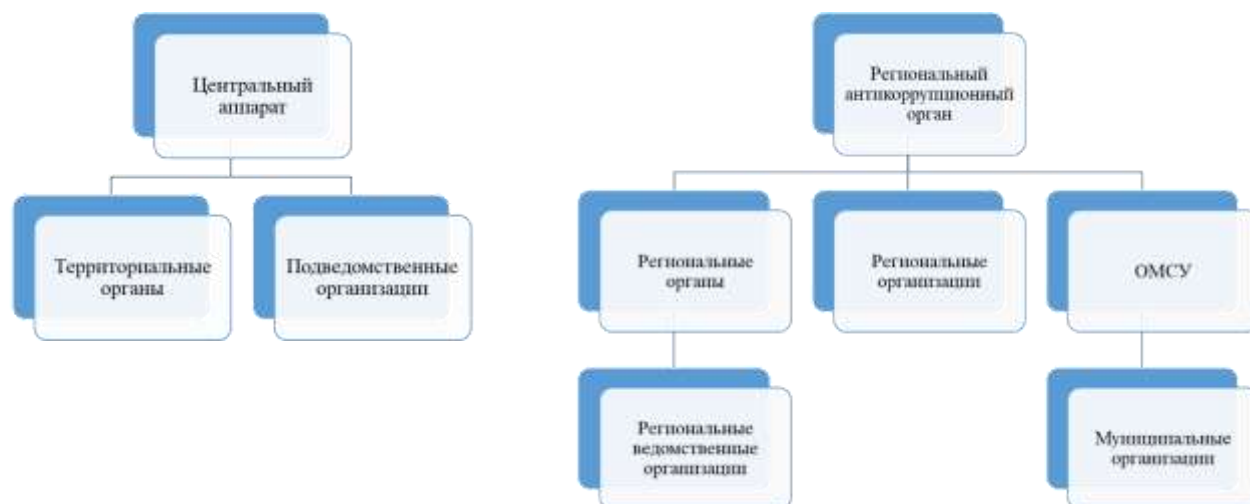 Центральный
аппарат
Территориальные
органы
Подведомственные
организации
Региональный
антикоррупционный
орган
Региональные
органы
Региональные
организации
ОМСУ
Региональные
ведомственные
организации
Муниципальные
организации